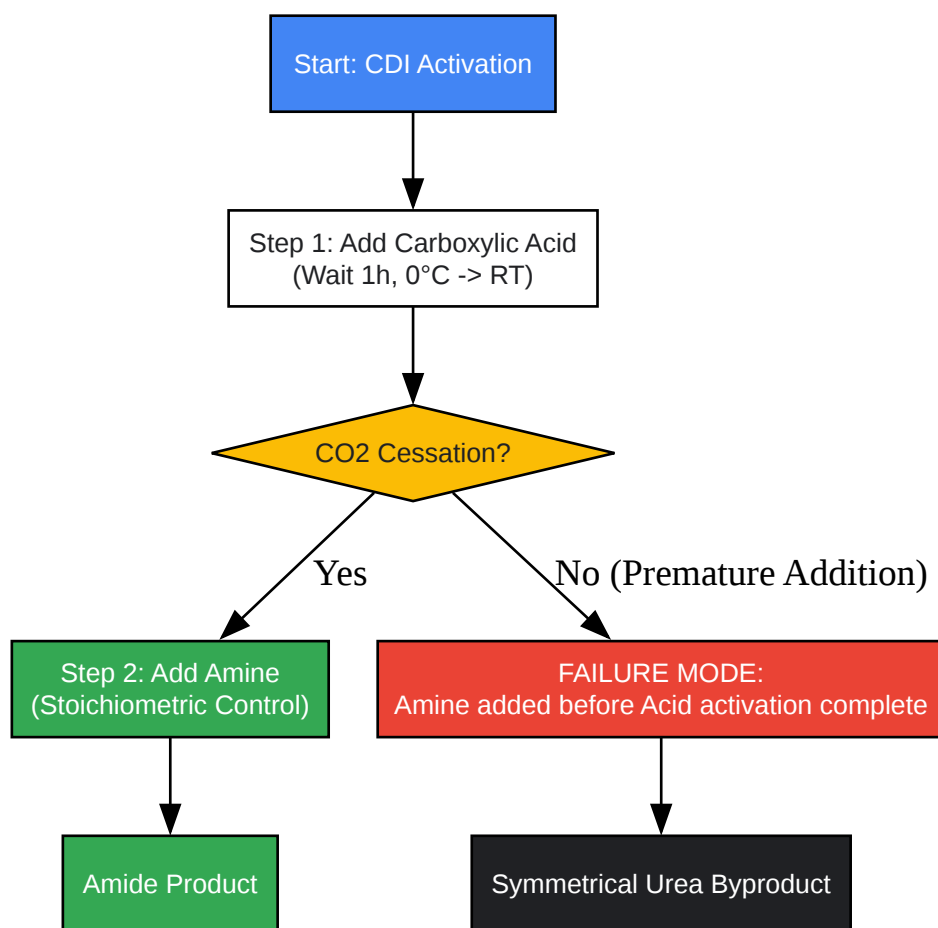 Start: CDI Activation
Step 1: Add Carboxylic Acid
(Wait 1h, 0°C -> RT)
CO2 Cessation?
Yes
No (Premature Addition)
Step 2: Add Amine
(Stoichiometric Control)
FAILURE MODE:
Amine added before Acid activation complete
Amide Product
Symmetrical Urea Byproduct